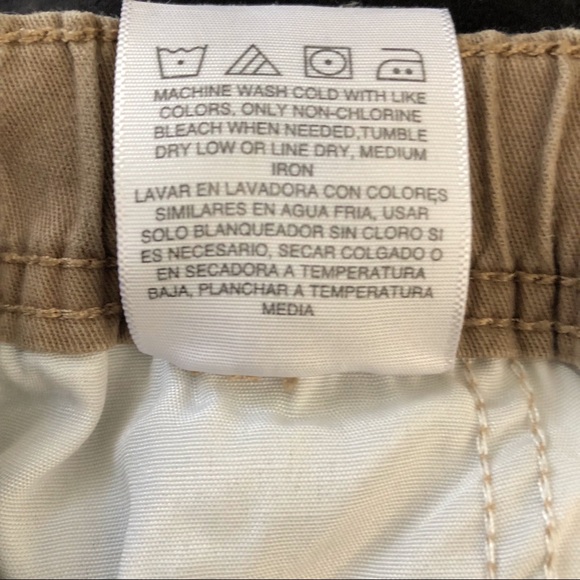 MACHINE WASH COLD WITH LIKE
COLORS, ONLY NON-CHLORINE
BLEACH WHEN NEEDED,TUMBLE
DRY LOW OR LINE DRY, MEDIUM
IRON
LAVAR EN LAVADORA CON COLORES
SIMILARES EN AGUA FRIA, USAR
SOLO BLANQUEADOR SIN CLORO SI
ES NECESARIO, SECAR COLGADO O
EN SECADORA A TEMPERATURA
BAJA, PLANCHAR A TEMPERATURA
MEDIA